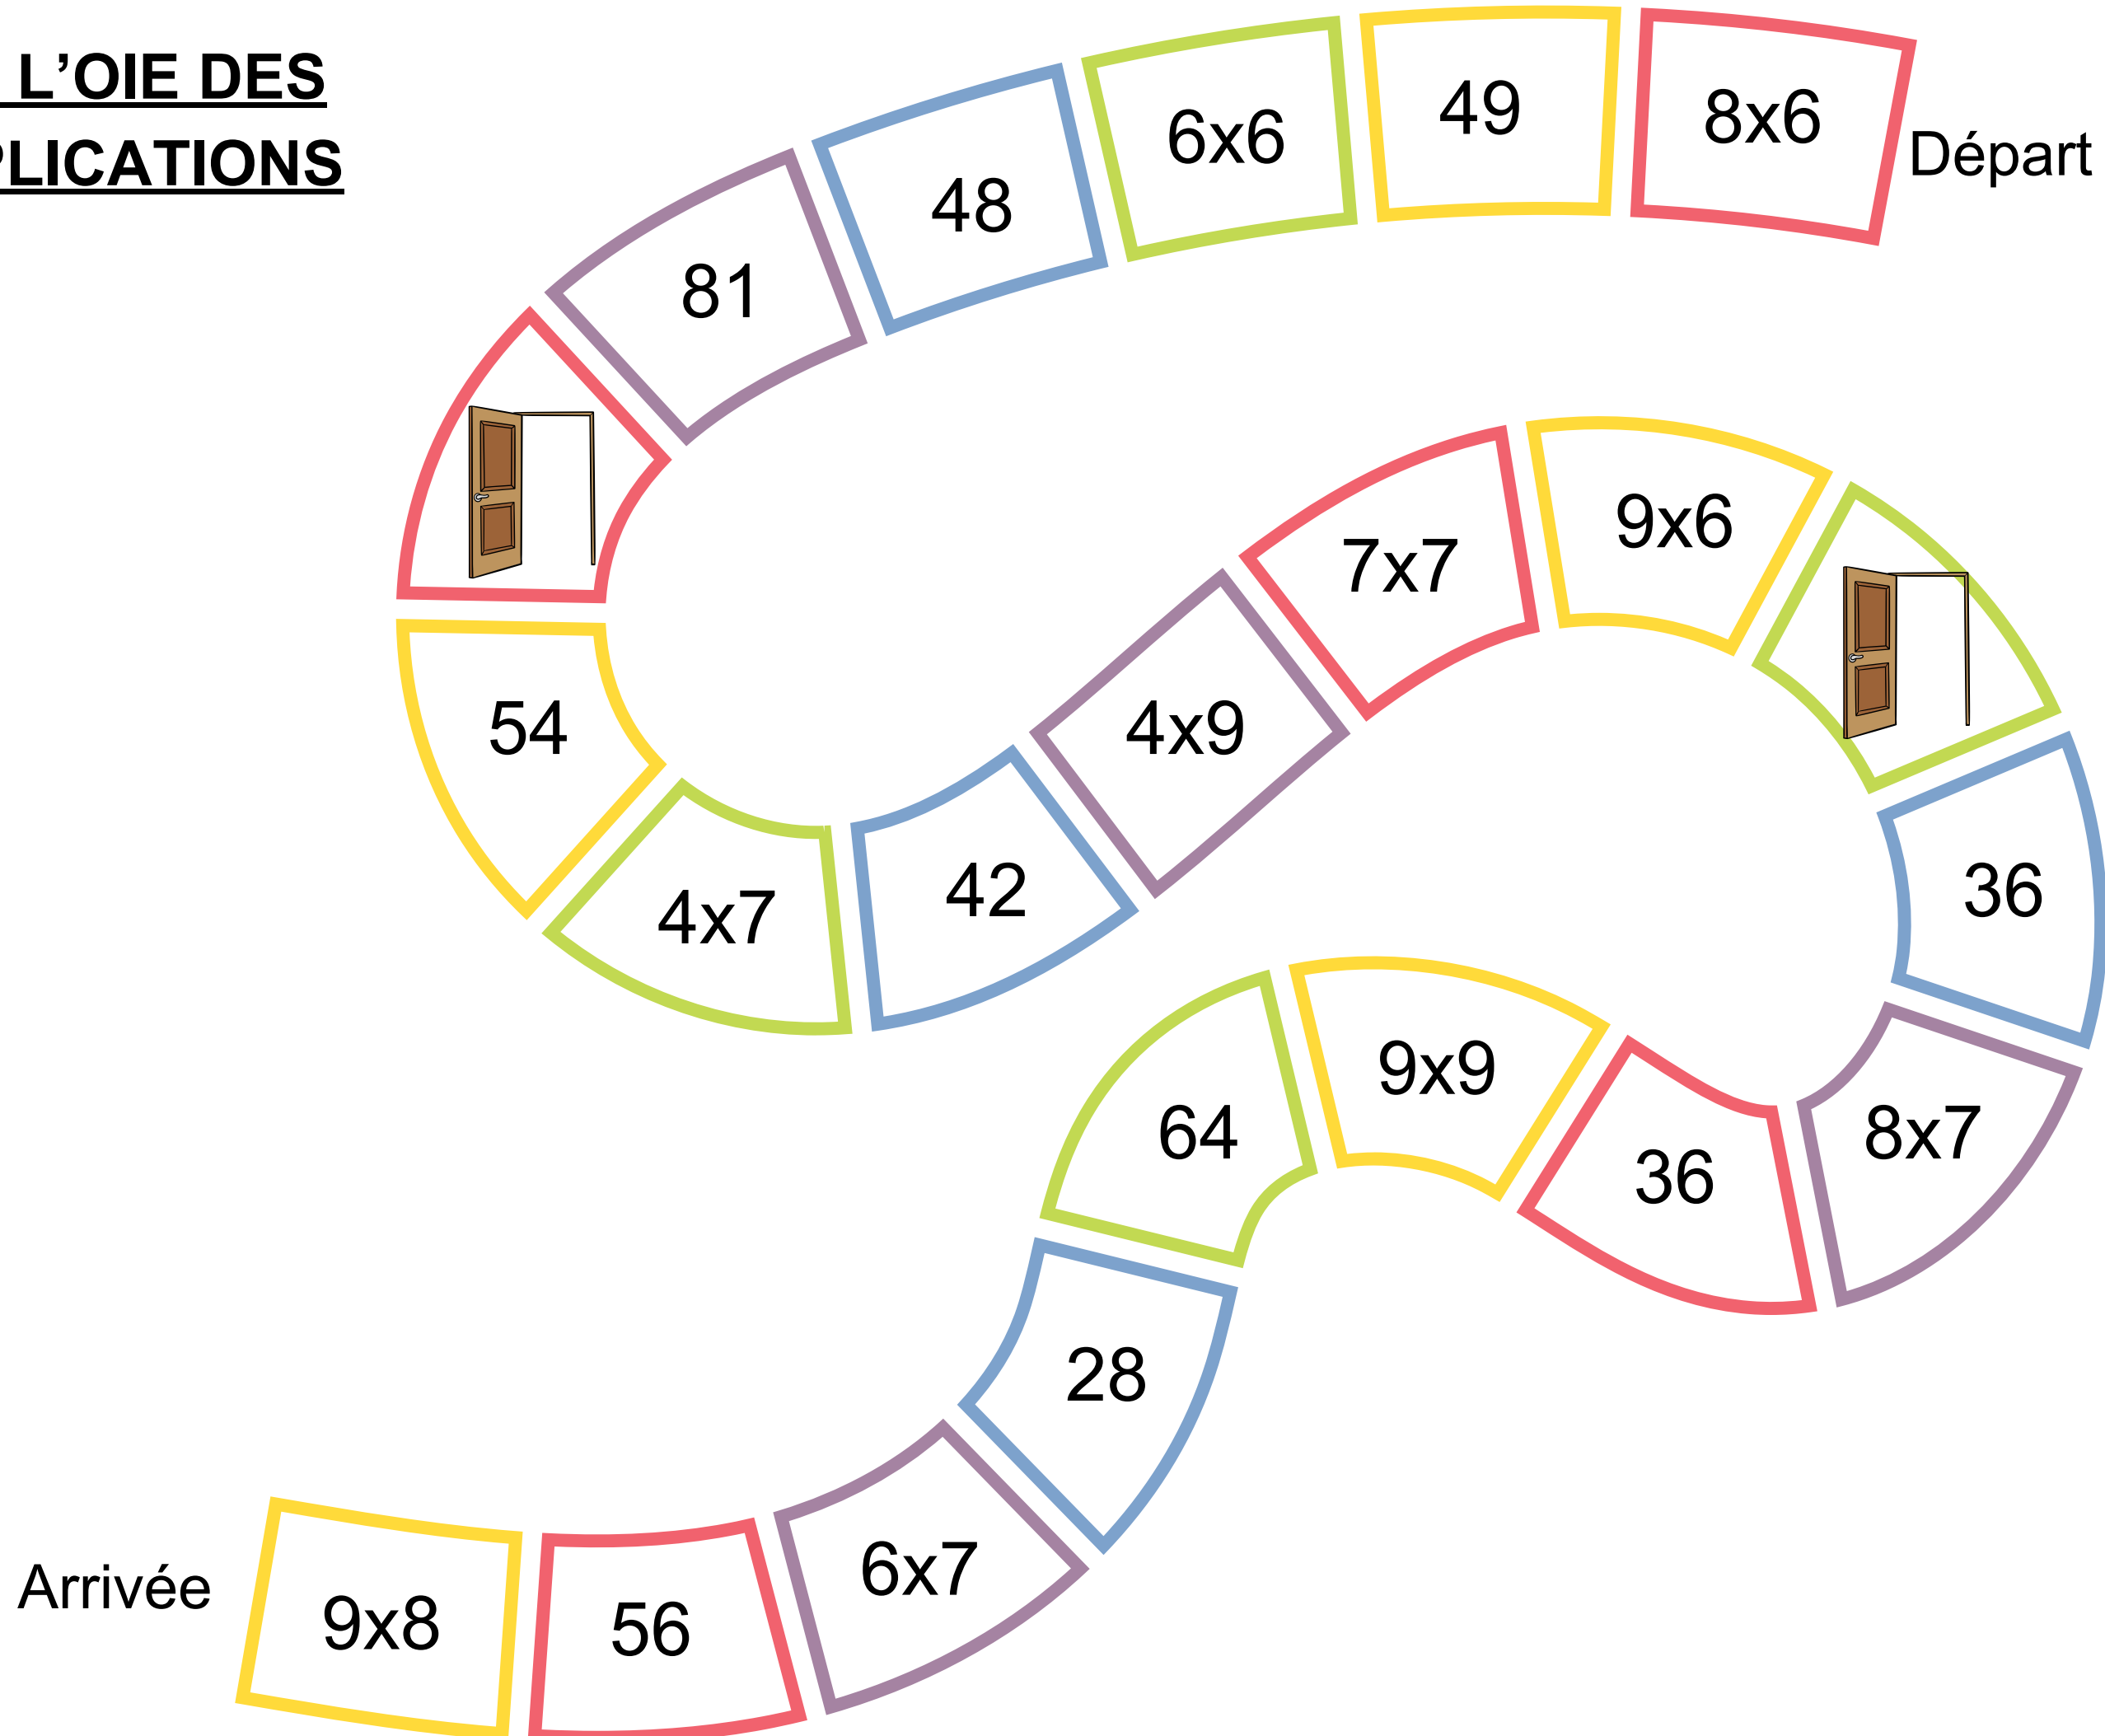 L'OIE DES
PLICATIONS
Départ
8x6
49
6x6
48
81
54
4x7
42
4x9
7x7
9x6
36
8x7
36
9x9
64
28
6x7
56
9x8
Arrivée